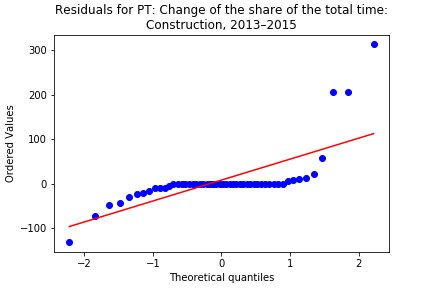 Residuals for PT: Change of the share of the total time:
Construction, 2013–2015
300
200
100
0
−100
Ordered Values
−2
−1
0
1
2
Theoretical quantiles